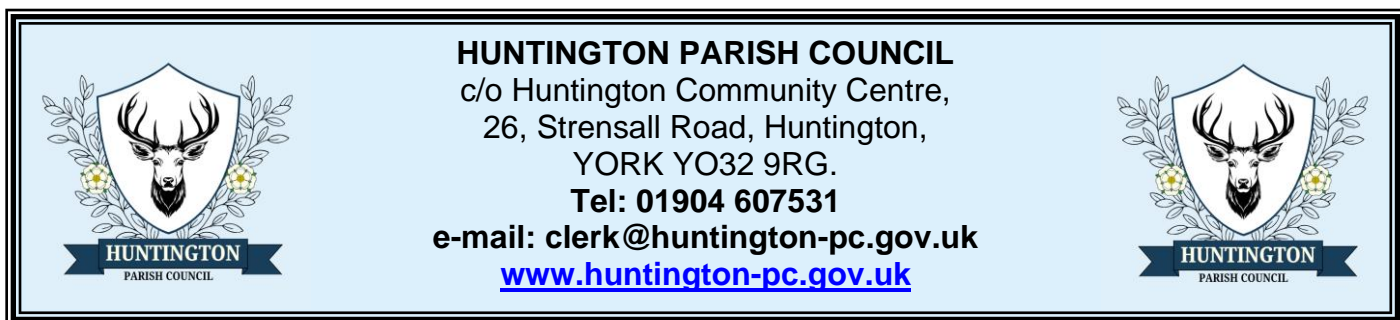 HUNTINGTON PARISH COUNCIL
c/o Huntington Community Centre,
26, Strensall Road, Huntington,
YORK YO32 9RG.
Tel: 01904 607531
e-mail: clerk@huntington-pc.gov.uk
www.huntington-pc.gov.uk
HUNTINGTON
PARISH COUNCIL
HUNTINGTON
PARISH COUNCIL